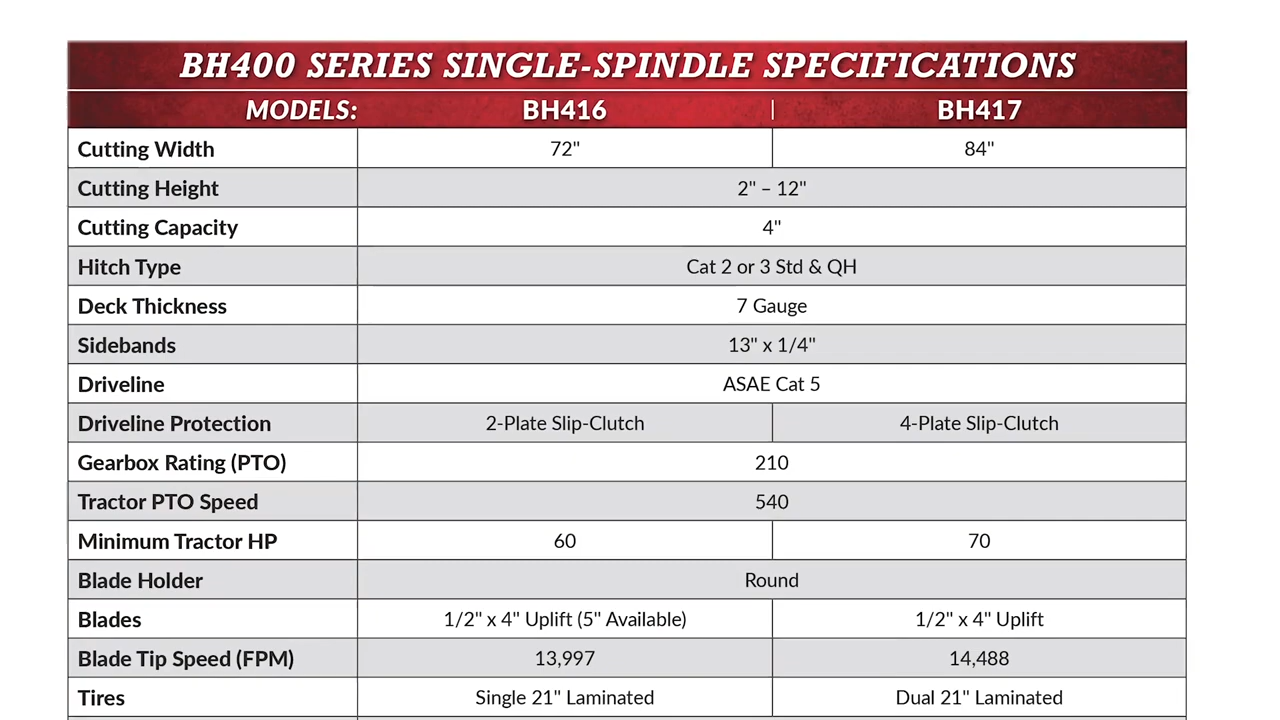 BH400 SERIES SINGLE-SPINDLE SPECIFICATIONS
MODELS: BH416 | BH417
Cutting Width 72" 84"
Cutting Height 2" – 12"
Cutting Capacity 4"
Hitch Type Cat 2 or 3 Std & QH
Deck Thickness 7 Gauge
Sidebands 13" x 1/4"
Driveline ASAE Cat 5
Driveline Protection 2-Plate Slip-Clutch 4-Plate Slip-Clutch
Gearbox Rating (PTO) 210
Tractor PTO Speed 540
Minimum Tractor HP 60 70
Blade Holder Round
Blades 1/2" x 4" Uplift (5" Available) 1/2" x 4" Uplift
Blade Tip Speed (FPM) 13,997 14,488
Tires Single 21" Laminated Dual 21" Laminated